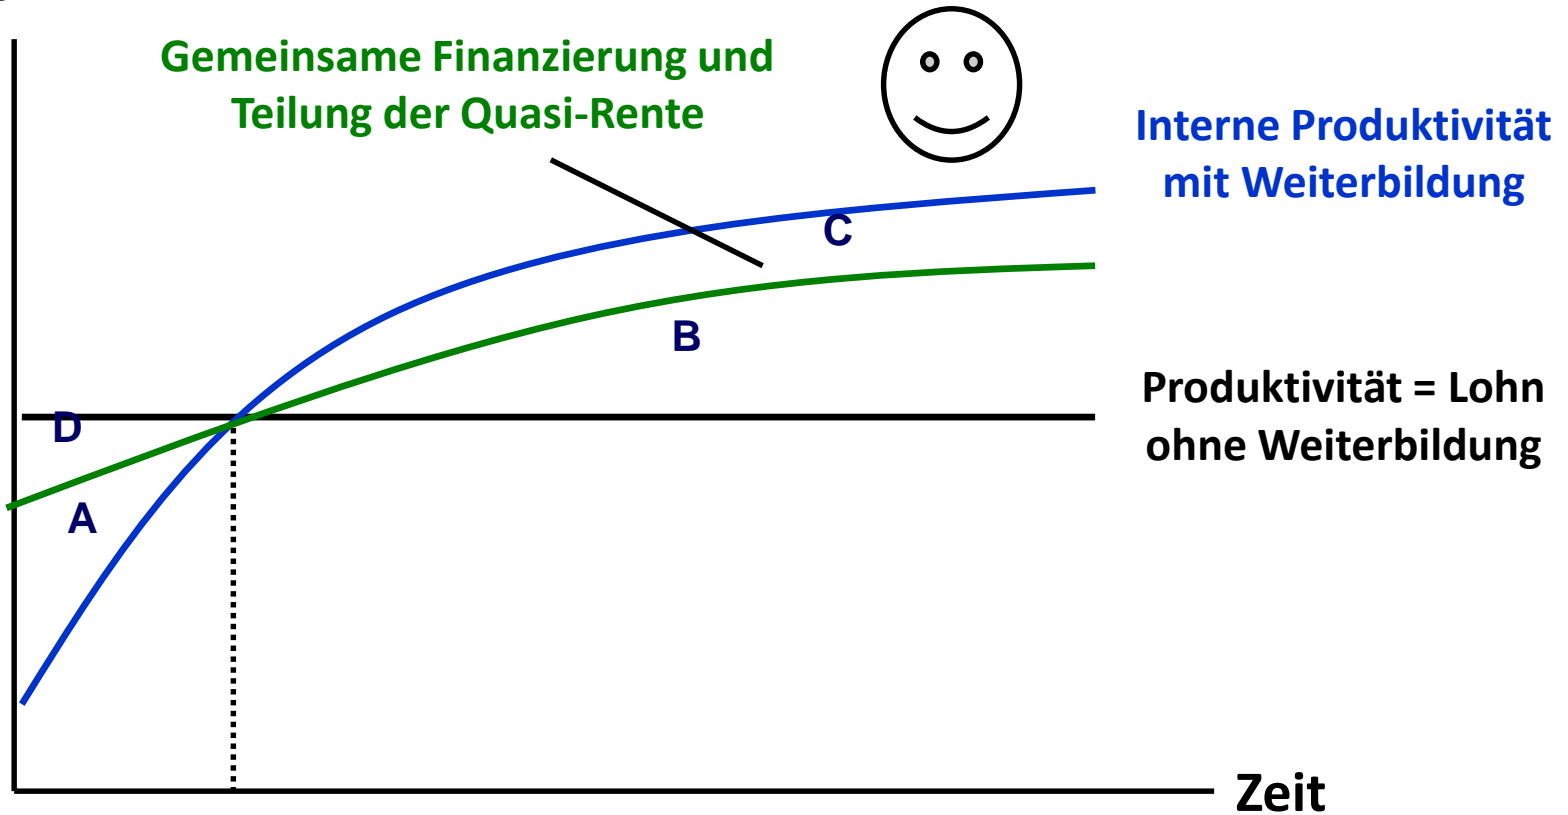 Gemeinsame Finanzierung und
Teilung der Quasi-Rente
Interne Produktivität
mit Weiterbildung
C
B
Produktivität = Lohn
ohne Weiterbildung
D
A
Zeit